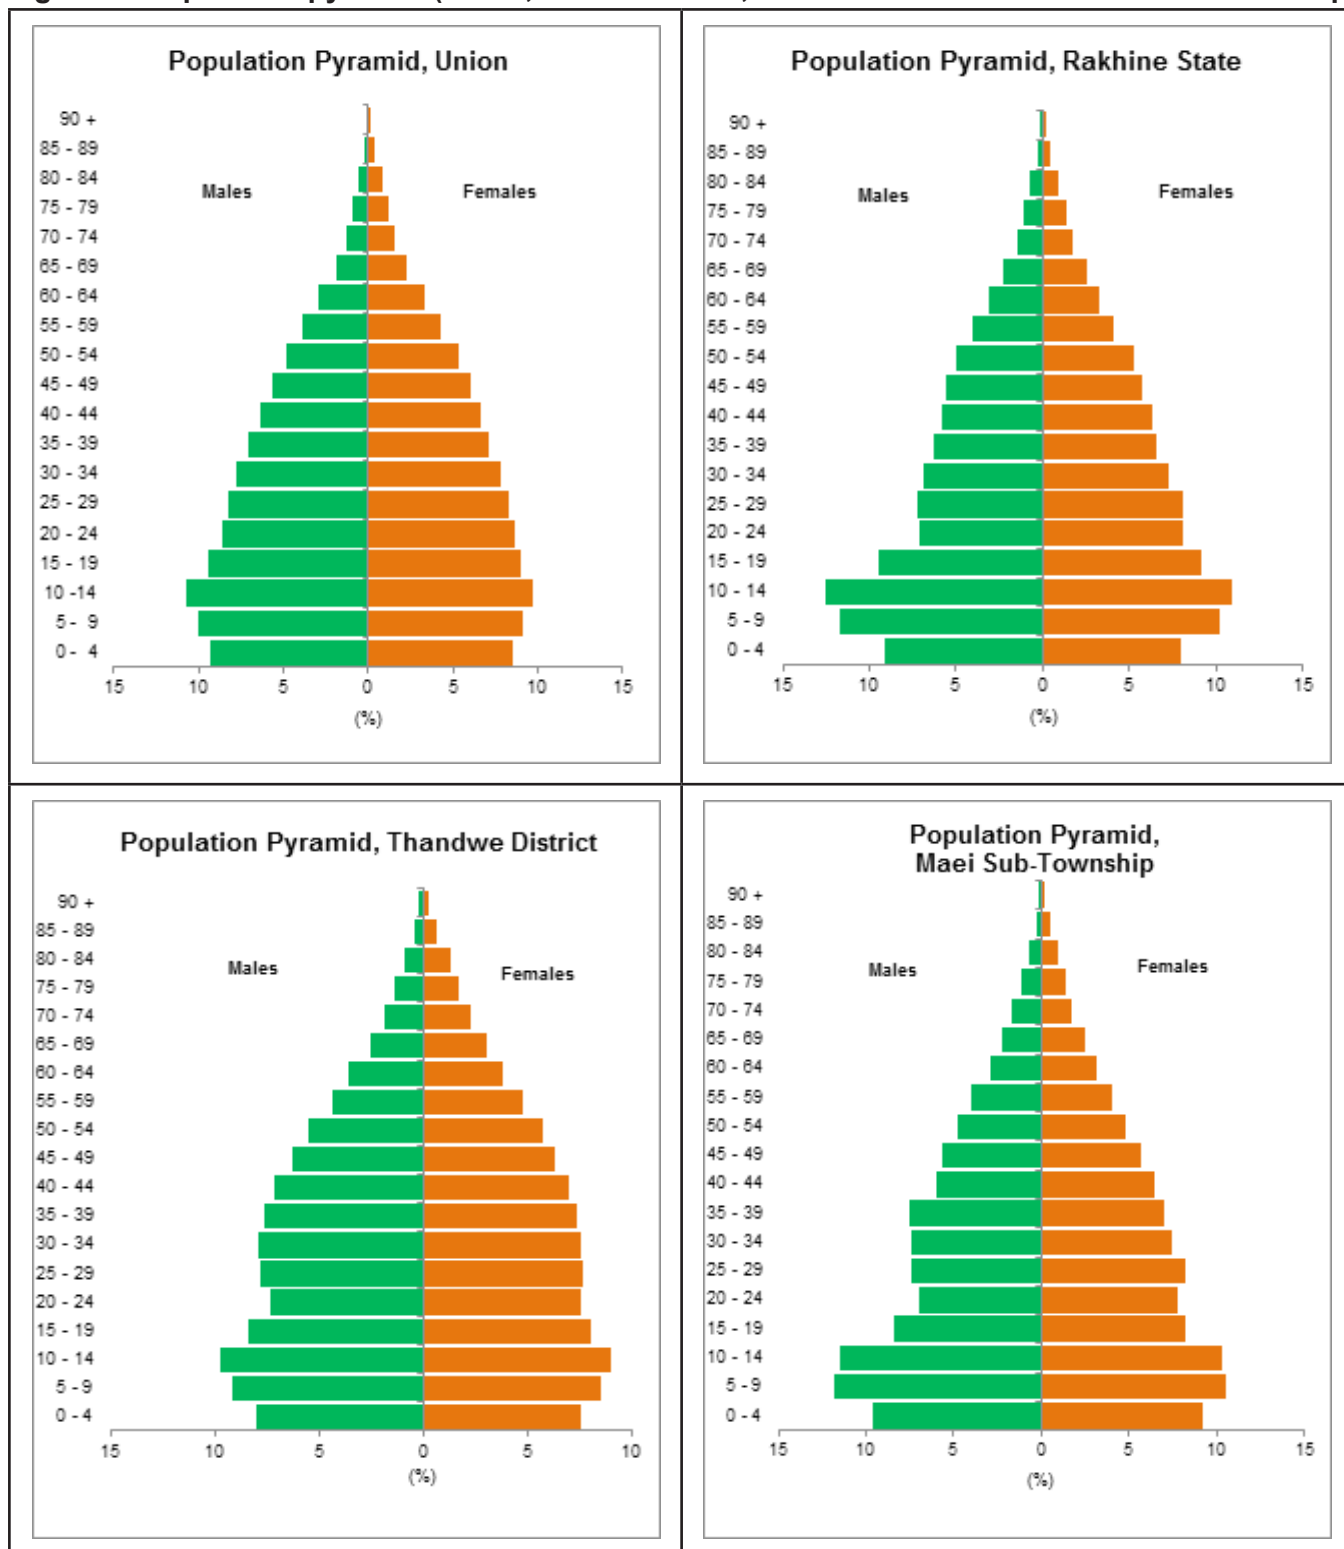 Population Pyramid, Union
90 +
85 - 89
80 - 84
75 - 79
70 - 74
65 - 69
60 - 64
55 - 59
50 - 54
45 - 49
40 - 44
35 - 39
30 - 34
25 - 29
20 - 24
15 - 19
10 -14
5 - 9
0 - 4
Males
Females
15 10 5 0 5 10 15
(%)
Population Pyramid, Rakhine State
90 +
85 - 89
80 - 84
75 - 79
70 - 74
65 - 69
60 - 64
55 - 59
50 - 54
45 - 49
40 - 44
35 - 39
30 - 34
25 - 29
20 - 24
15 - 19
10 - 14
5 - 9
0 - 4
Males
Females
15 10 5 0 5 10 15
(%)
Population Pyramid, Thandwe District
90 +
85 - 89
80 - 84
75 - 79
70 - 74
65 - 69
60 - 64
55 - 59
50 - 54
45 - 49
40 - 44
35 - 39
30 - 34
25 - 29
20 - 24
15 - 19
10 - 14
5 - 9
0 - 4
Males
Females
15 10 5 0 5 10
(%)
Population Pyramid,
Maei Sub-Township
90 +
85 - 89
80 - 84
75 - 79
70 - 74
65 - 69
60 - 64
55 - 59
50 - 54
45 - 49
40 - 44
35 - 39
30 - 34
25 - 29
20 - 24
15 - 19
10 - 14
5 - 9
0 - 4
Males
Females
15 10 5 0 5 10 15
(%)